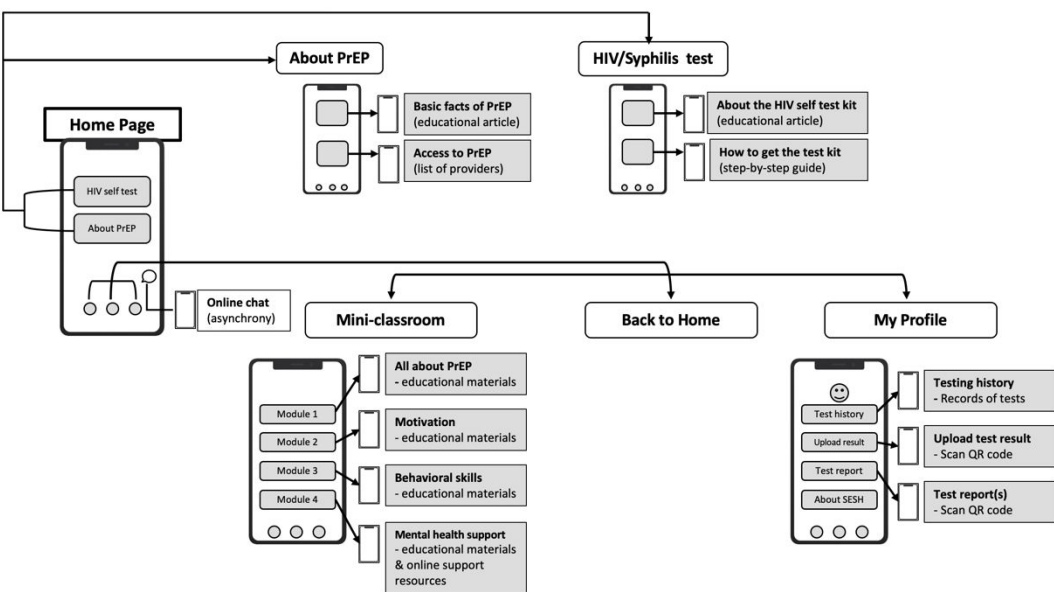 About PrEP
HIV/Syphilis test
Basic facts of PrEP
(educational article)
Access to PrEP
(list of providers)
About the HIV self test kit
(educational article)
How to get the test kit
(step-by-step guide)
Home Page
HIV self test
About PrEP
Online chat
(asynchrony)
Mini-classroom
Back to Home
My Profile
Module 1
Module 2
Module 3
Module 4
All about PrEP
- educational materials
Motivation
- educational materials
Behavioral skills
- educational materials
Mental health support
- educational materials
& online support
resources
Test history
Upload result
Test report
About SESH
Testing history
- Records of tests
Upload test result
- Scan QR code
Test report(s)
- Scan QR code